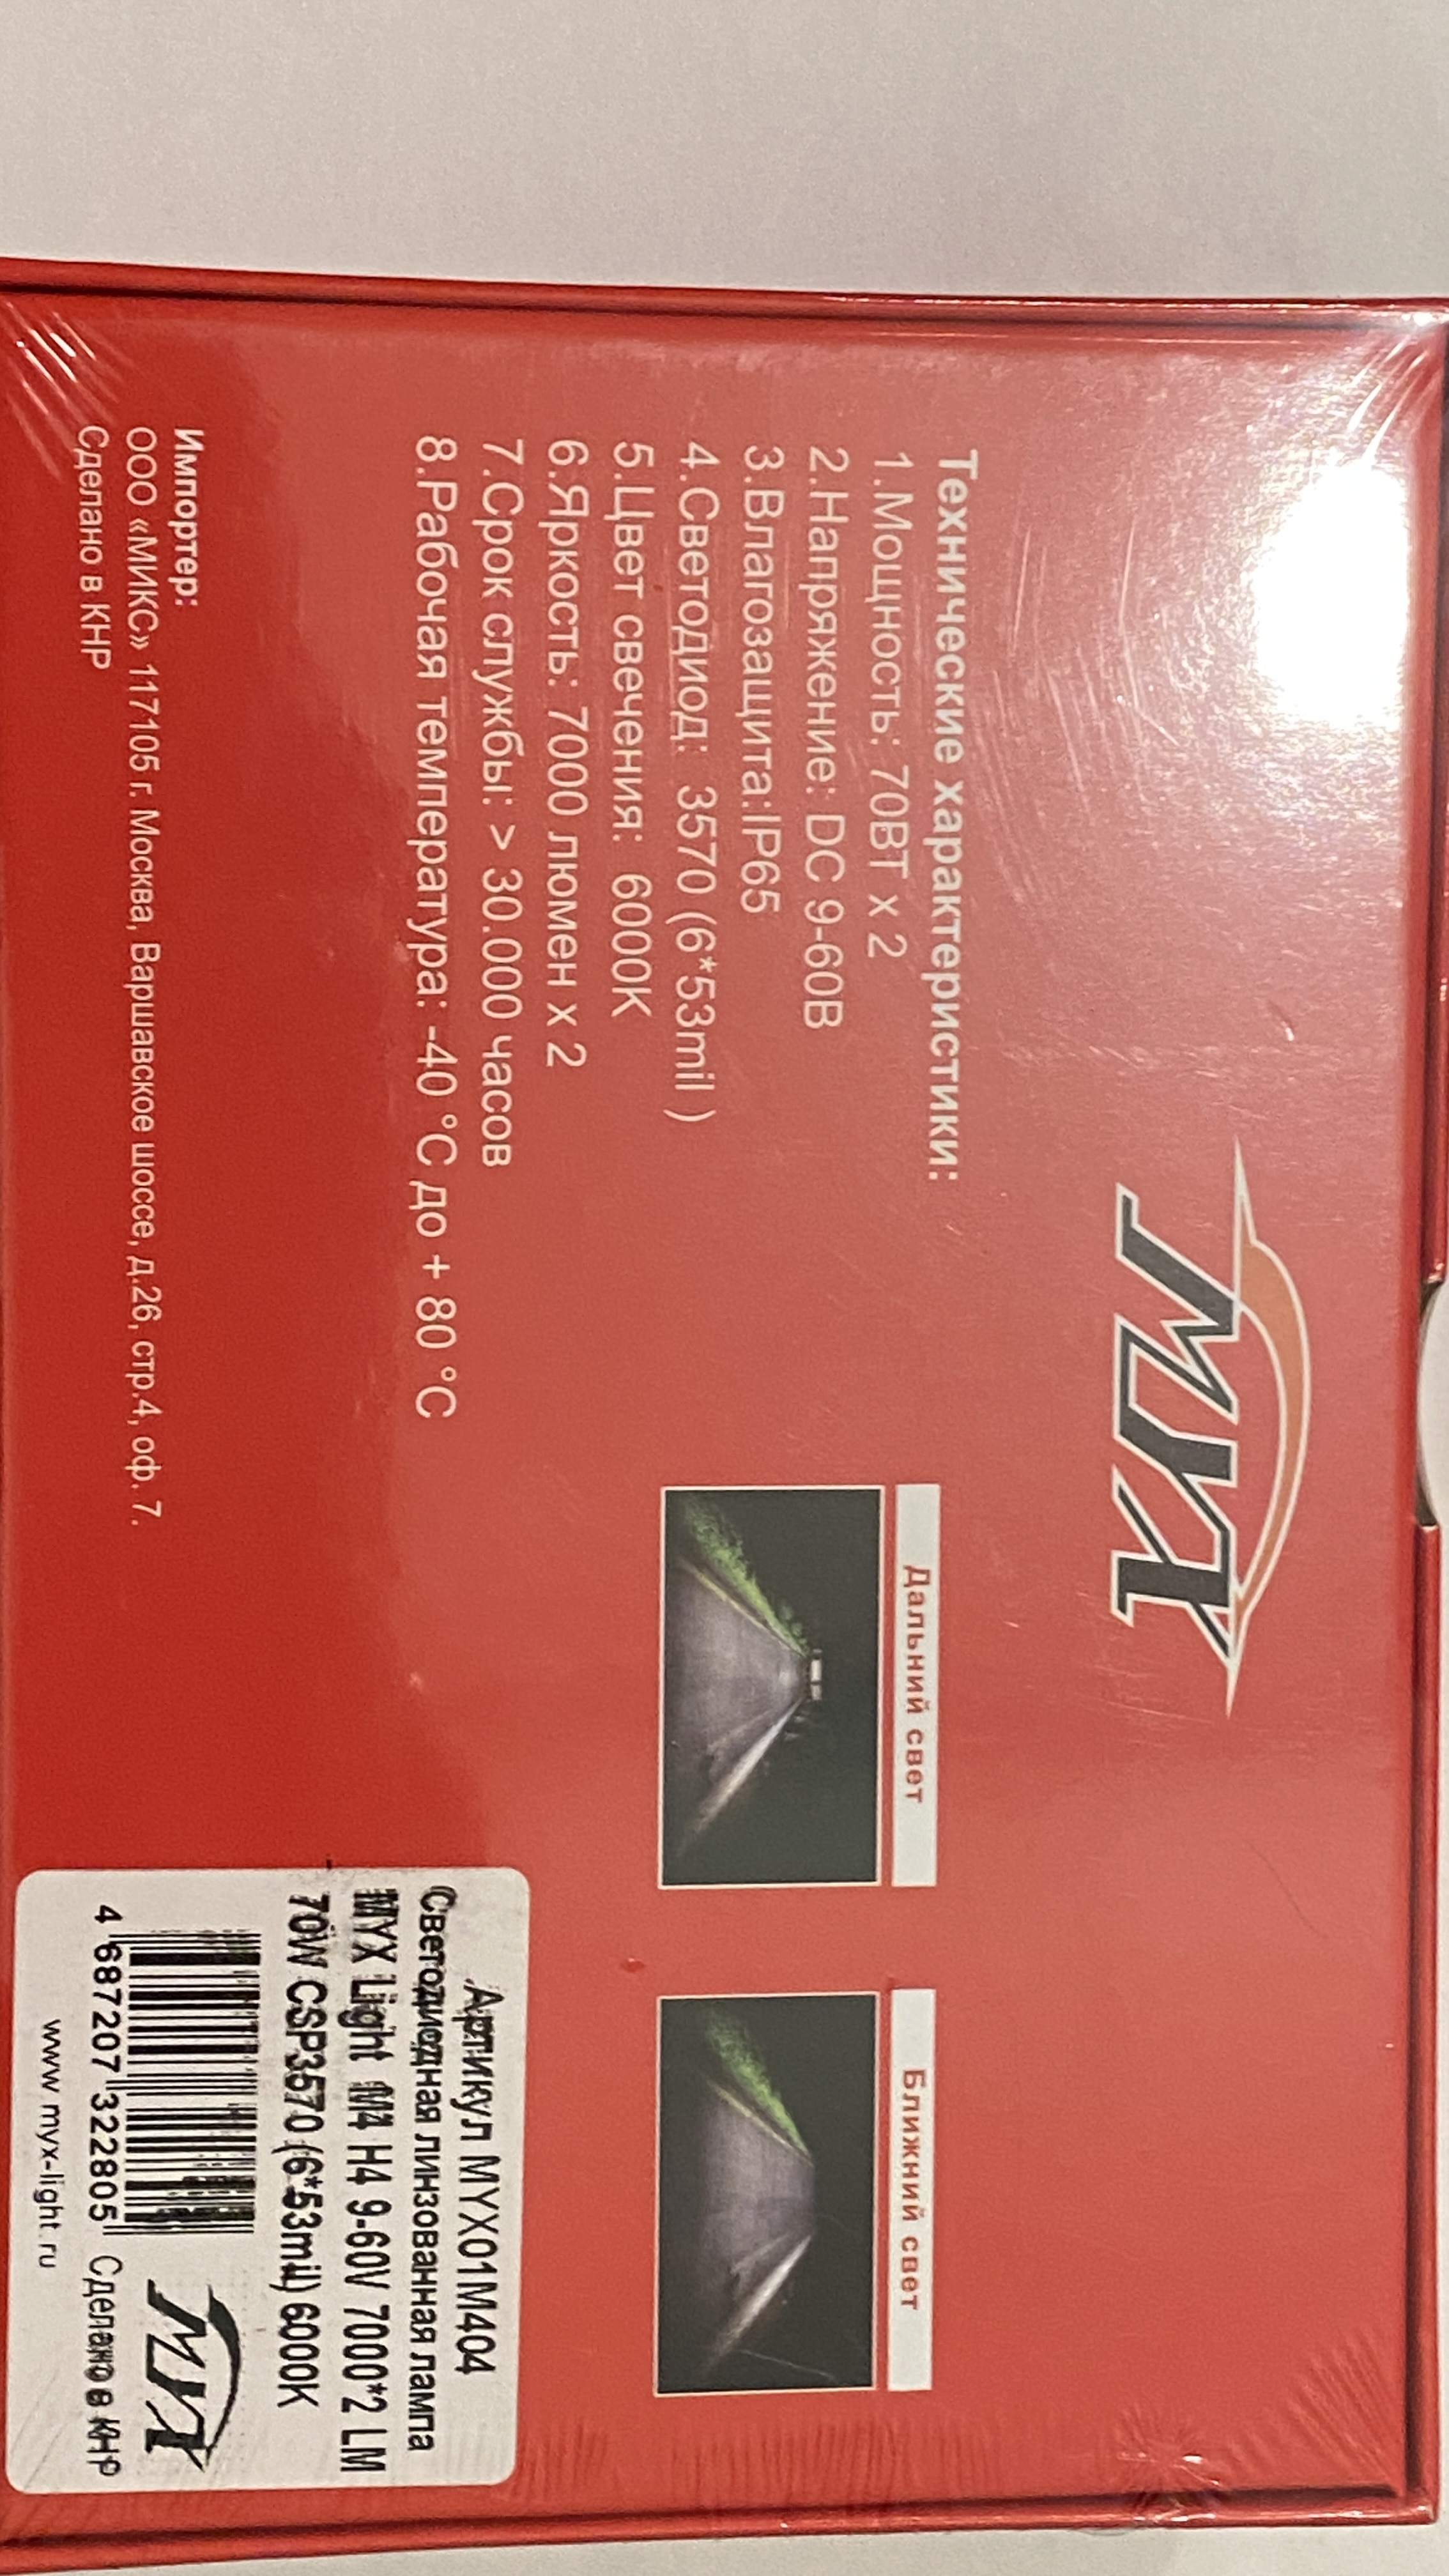 MYX
Технические характеристики:
1.Мощность: 70ВТ х 2
2.Напряжение: DC 9-60В
3.Влагозащита:IP65
4.Светодиод: 3570 (6*53mil )
5.Цвет свечения: 6000К
6.Яркость: 7000 люмен х 2
7.Срок службы: > 30.000 часов
8.Рабочая температура: -40 °С до + 80 °С
Дальний свет
Ближний свет
Импортер:
ООО «МИКС» 117105 г. Москва, Варшавское шоссе, д.26, стр.4, оф. 7.
Сделано в КНР
Артикул MYX01M404
Светодиодная линзованная лампа
MYX Light M4 H4 9-60V 7000*2 LM
70W CSP3570 (6*53mil) 6000K
4 687207 322805
MYX
Сделано в КНР
www.myx-light.ru